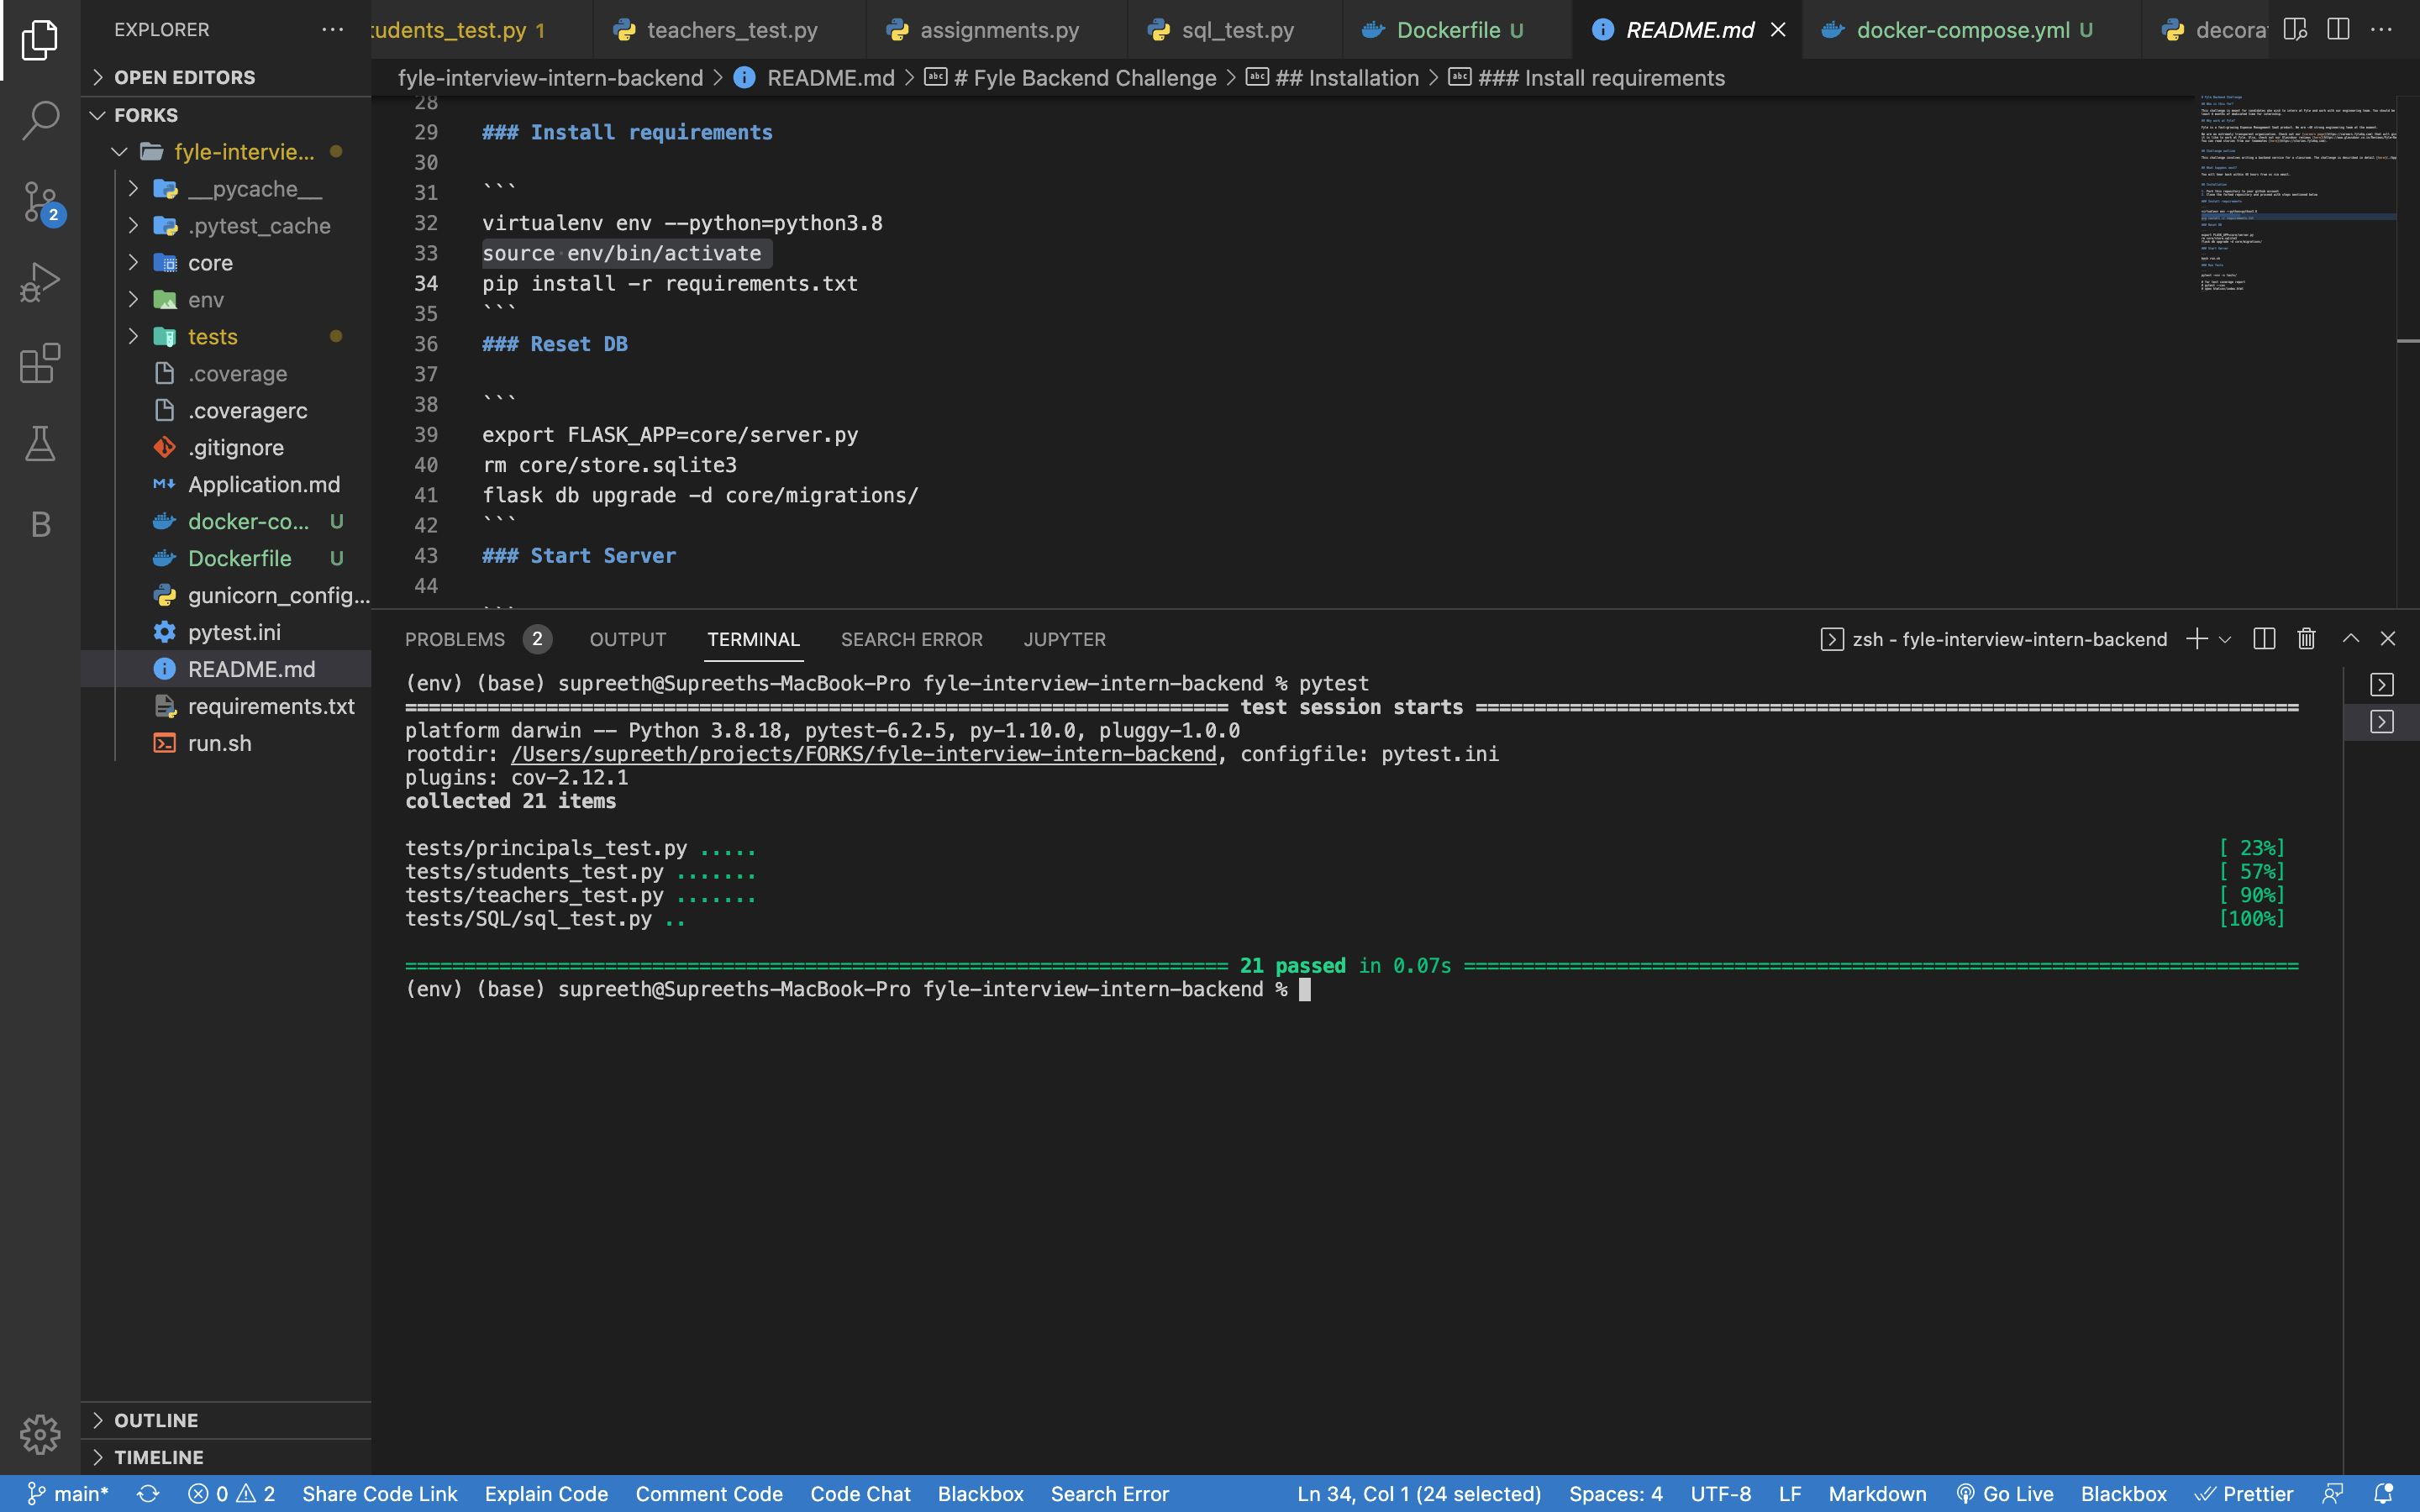 EXPLORER
OPEN EDITORS
FORKS
fyle-intervie...
__pycache__
.pytest_cache
core
env
tests
.coverage
.coveragerc
.gitignore
Application.md
docker-co... U
Dockerfile U
gunicorn_config...
pytest.ini
README.md
requirements.txt
run.sh
OUTLINE
TIMELINE
2
B
tudents_test.py 1 teachers_test.py assignments.py sql_test.py Dockerfile U README.md docker-compose.yml U decora
fyle-interview-intern-backend > README.md > # Fyle Backend Challenge > ## Installation > ### Install requirements
28
29 ### Install requirements
30
31 ```
32 virtualenv env --python=python3.8
33 source env/bin/activate
34 pip install -r requirements.txt
35 ```
36 ### Reset DB
37
38 ```
39 export FLASK_APP=core/server.py
40 rm core/store.sqlite3
41 flask db upgrade -d core/migrations/
42 ```
43 ### Start Server
44
PROBLEMS 2 OUTPUT TERMINAL SEARCH ERROR JUPYTER zsh - fyle-interview-intern-backend
(env) (base) supreeth@Supreeths-MacBook-Pro fyle-interview-intern-backend % pytest
====== test session starts ======
platform darwin -- Python 3.8.18, pytest-6.2.5, py-1.10.0, pluggy-1.0.0
rootdir: /Users/supreeth/projects/FORKS/fyle-interview-intern-backend, configfile: pytest.ini
plugins: cov-2.12.1
collected 21 items
tests/principals_test.py ..... [ 23%]
tests/students_test.py ....... [ 57%]
tests/teachers_test.py ....... [ 90%]
tests/SQL/sql_test.py .. [100%]
====== 21 passed in 0.07s ======
(env) (base) supreeth@Supreeths-MacBook-Pro fyle-interview-intern-backend %
main* 0 2 Share Code Link Explain Code Comment Code Code Chat Blackbox Search Error Ln 34, Col 1 (24 selected) Spaces: 4 UTF-8 LF Markdown Go Live Blackbox Prettier